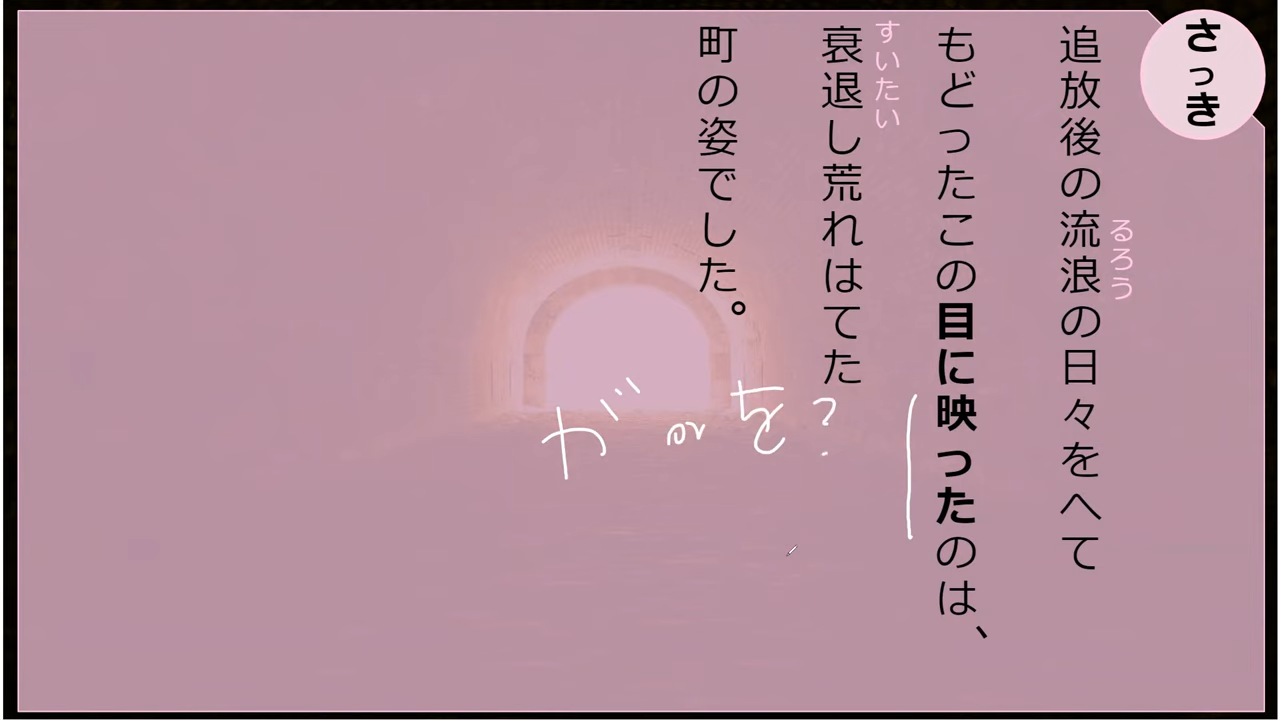 さっき
追放後の流浪の日々をへて
るろう
もどったこの目に映ったのは、
衰退し荒れはてた
すいたい
町の姿でした。
が or を?